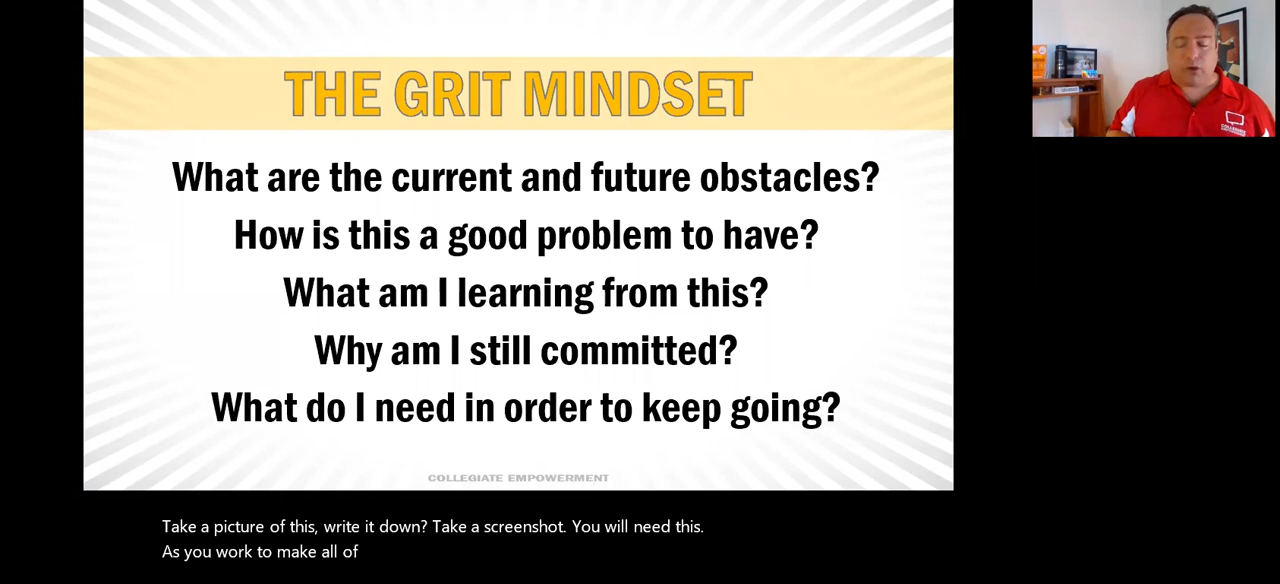 THE GRIT MINDSET
What are the current and future obstacles?
How is this a good problem to have?
What am I learning from this?
Why am I still committed?
What do I need in order to keep going?
COLLEGIATE EMPOWERMENT
Take a picture of this, write it down? Take a screenshot. You will need this.
As you work to make all of